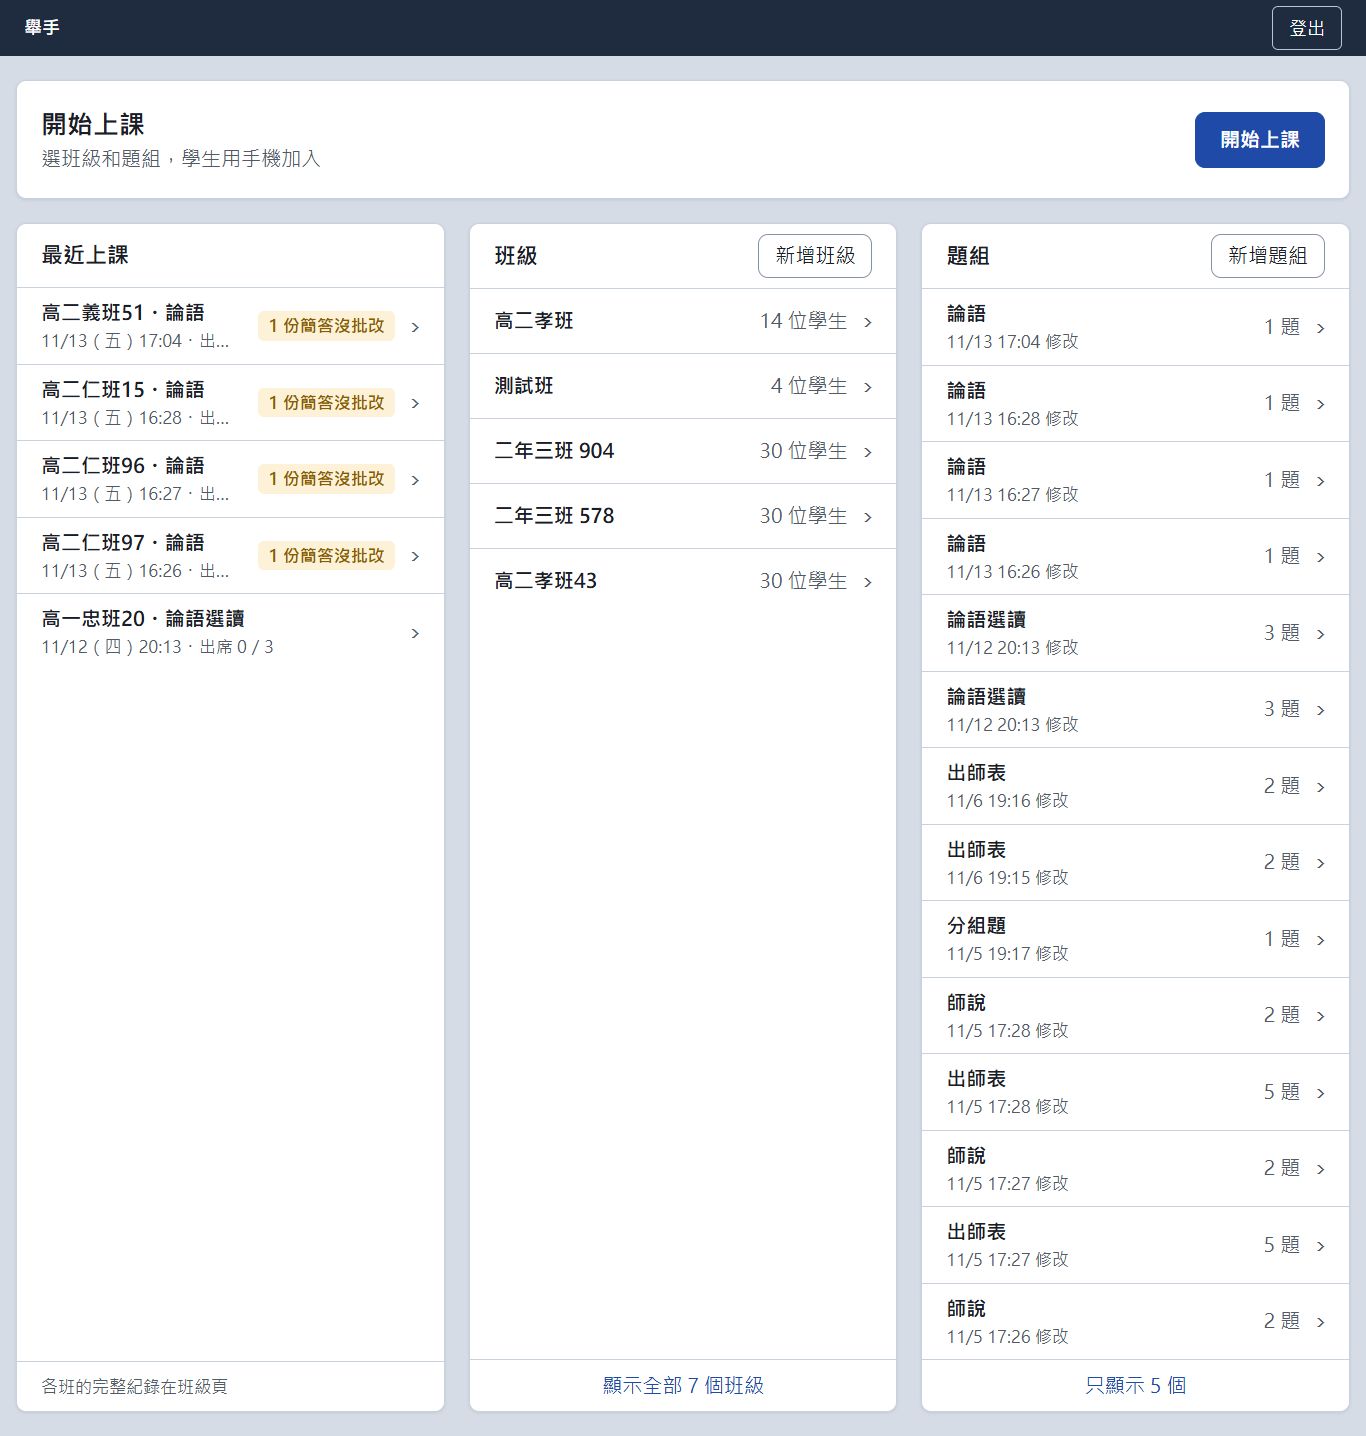 舉手
登出
開始上課
選班級和題組，學生用手機加入
開始上課
最近上課
高二義班51・論語
11/13（五）17:04・出...
1 份簡答沒批改
高二仁班15・論語
11/13（五）16:28・出...
1 份簡答沒批改
高二仁班96・論語
11/13（五）16:27・出...
1 份簡答沒批改
高二仁班97・論語
11/13（五）16:26・出...
1 份簡答沒批改
高一忠班20・論語選讀
11/12（四）20:13・出席 0 / 3
各班的完整紀錄在班級頁
班級
新增班級
高二孝班
14 位學生
測試班
4 位學生
二年三班 904
30 位學生
二年三班 578
30 位學生
高二孝班43
30 位學生
顯示全部 7 個班級
題組
新增題組
論語
11/13 17:04 修改
1 題
論語
11/13 16:28 修改
1 題
論語
11/13 16:27 修改
1 題
論語
11/13 16:26 修改
1 題
論語選讀
11/12 20:13 修改
3 題
論語選讀
11/12 20:13 修改
3 題
出師表
11/6 19:16 修改
2 題
出師表
11/6 19:15 修改
2 題
分組題
11/5 19:17 修改
1 題
師說
11/5 17:28 修改
2 題
出師表
11/5 17:28 修改
5 題
師說
11/5 17:27 修改
2 題
出師表
11/5 17:27 修改
5 題
師說
11/5 17:26 修改
2 題
只顯示 5 個